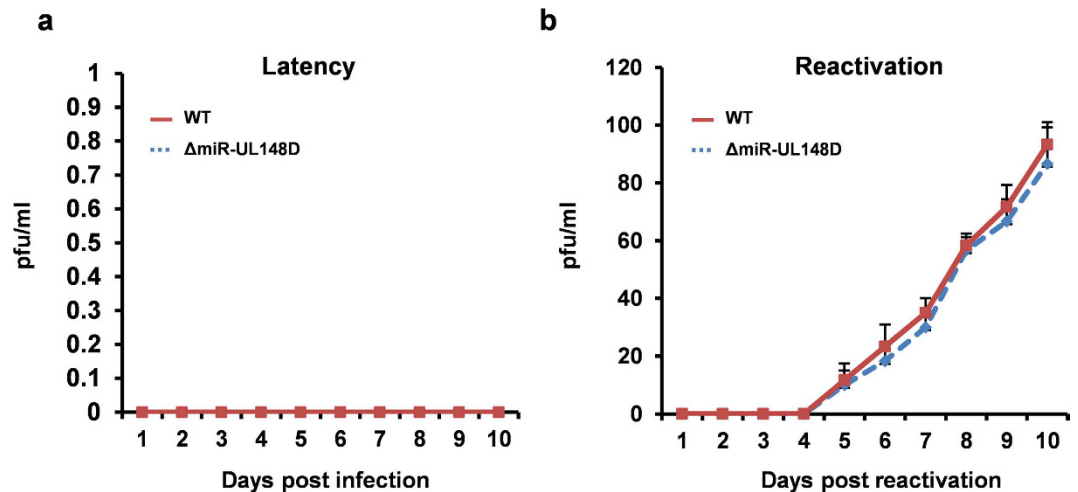 a
Latency
pfu/ml
1
0.9
0.8
0.7
0.6
0.5
0.4
0.3
0.2
0.1
0
WT
ΔmiR-UL148D
1 2 3 4 5 6 7 8 9 10
Days post infection
b
Reactivation
pfu/ml
120
100
80
60
40
20
0
WT
ΔmiR-UL148D
1 2 3 4 5 6 7 8 9 10
Days post reactivation